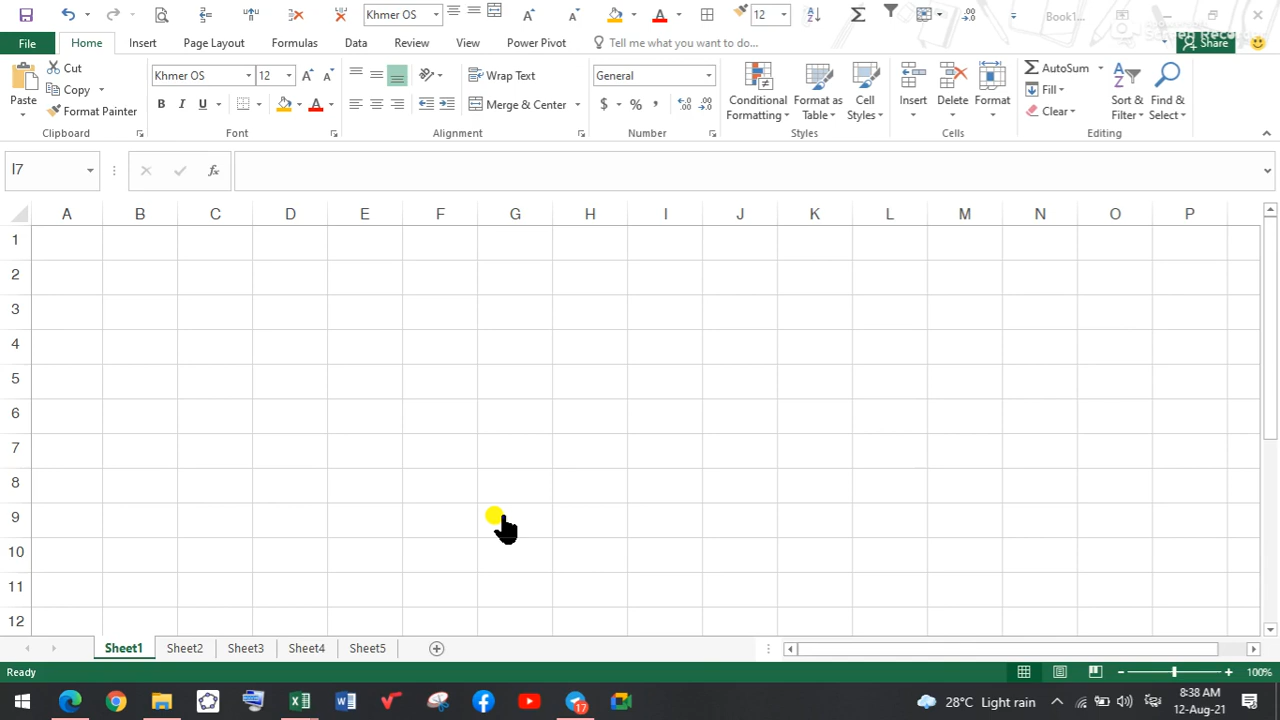 Khmer OS
12
Book1...
Screen Recorder
File
Home
Insert
Page Layout
Formulas
Data
Review
View
Power Pivot
Tell me what you want to do...
Share
Paste
Cut
Copy
Format Painter
Clipboard
Khmer OS
12
B I U
Font
Wrap Text
Merge & Center
Alignment
General
$ % ,
Number
Conditional Formatting
Format as Table
Cell Styles
Styles
Insert
Delete
Format
Cells
AutoSum
Fill
Clear
Sort & Filter
Find & Select
Editing
I7
fx
A B C D E F G H I J K L M N O P
1
2
3
4
5
6
7
8
9
10
11
12
Sheet1
Sheet2
Sheet3
Sheet4
Sheet5
Ready
100%
17
28°C Light rain
8:38 AM
12-Aug-21